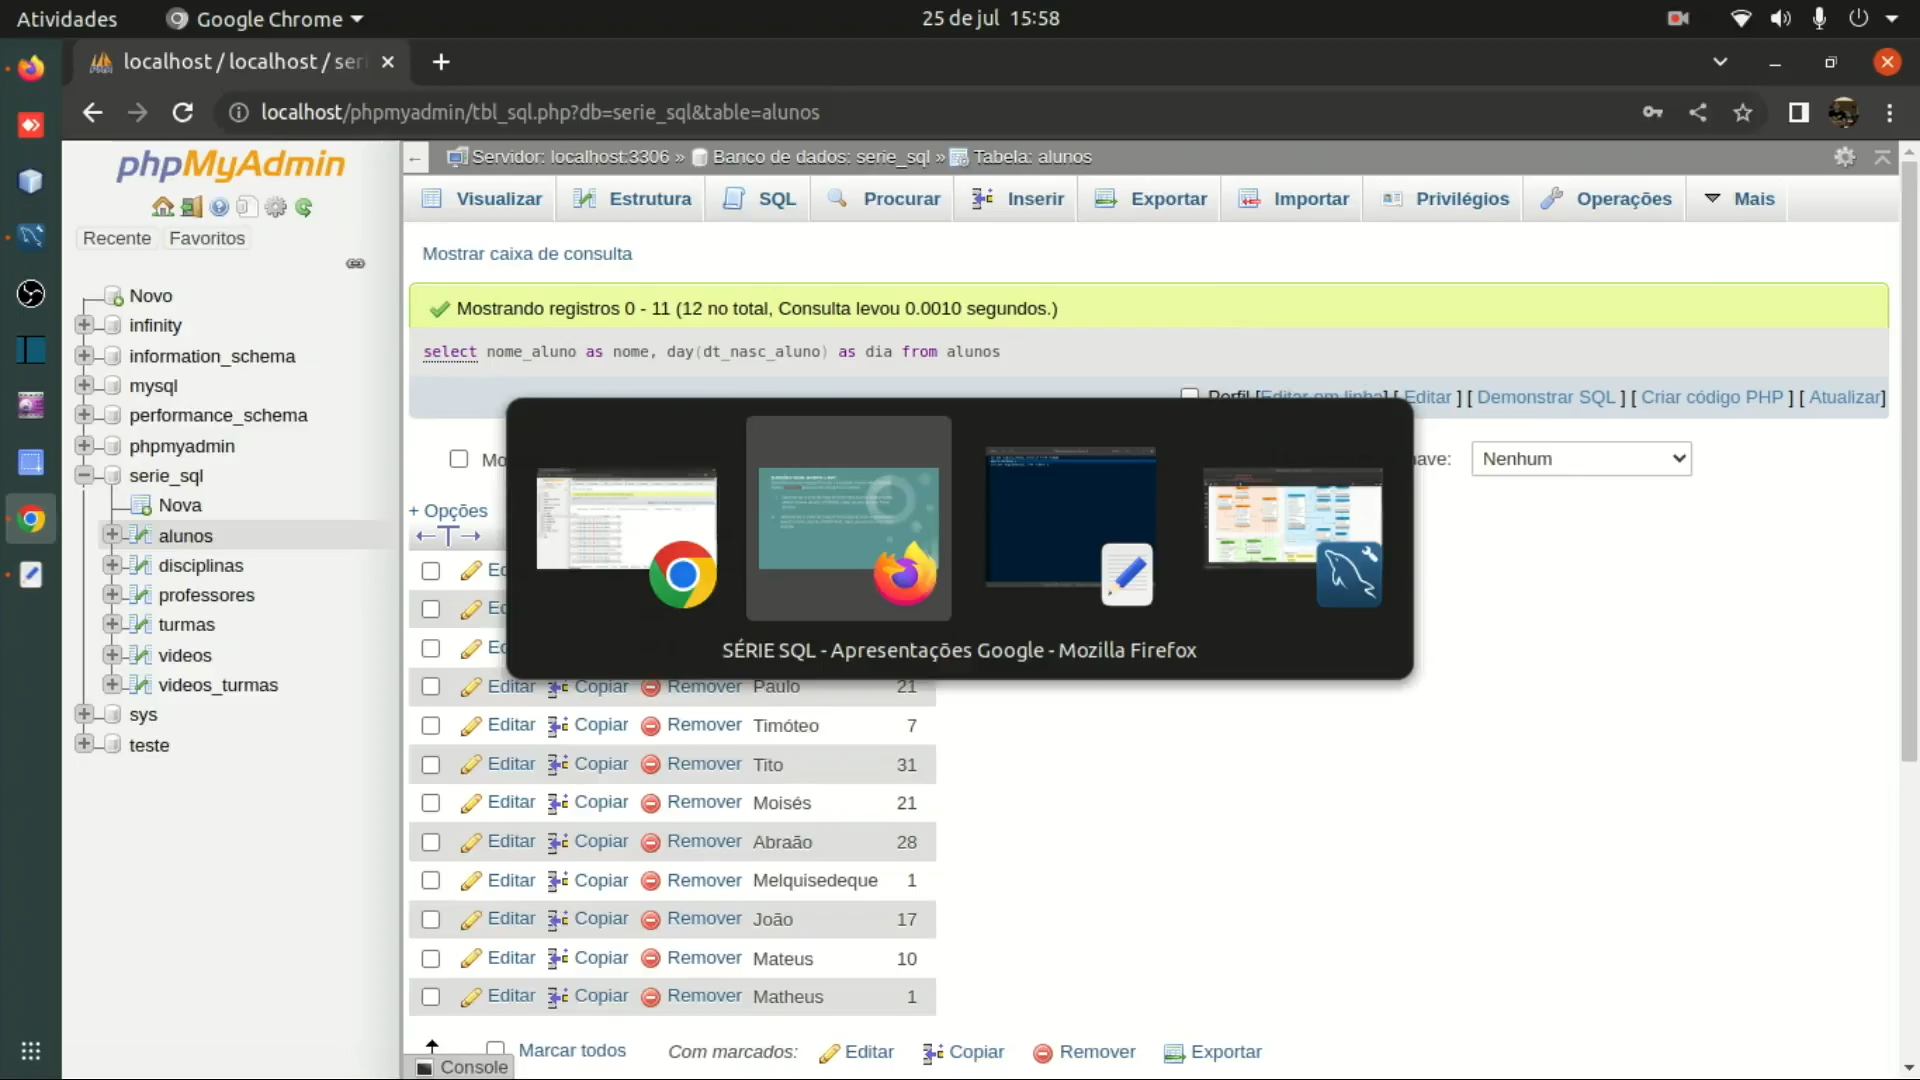 Atividades
Google Chrome
25 de jul 15:58
localhost / localhost / seri
localhost/phpmyadmin/tbl_sql.php?db=serie_sql&table=alunos
phpMyAdmin
Recente
Favoritos
Novo
infinity
information_schema
mysql
performance_schema
phpmyadmin
serie_sql
Nova
alunos
disciplinas
professores
turmas
videos
videos_turmas
sys
teste
Servidor: localhost:3306 » Banco de dados: serie_sql » Tabela: alunos
Visualizar Estrutura SQL Procurar Inserir Exportar Importar Privilégios Operações Mais
Mostrar caixa de consulta
Mostrando registros 0 - 11 (12 no total, Consulta levou 0.0010 segundos.)
select nome_aluno as nome, day(dt_nasc_aluno) as dia from alunos
Perfil [Editar em linha] [ Editar ] [ Demonstrar SQL ] [ Criar código PHP ] [ Atualizar]
Nenhum
+ Opções
SÉRIE SQL - Apresentações Google - Mozilla Firefox
Editar Copiar Remover Paulo 21
Editar Copiar Remover Timóteo 7
Editar Copiar Remover Tito 31
Editar Copiar Remover Moisés 21
Editar Copiar Remover Abraão 28
Editar Copiar Remover Melquisedeque 1
Editar Copiar Remover João 17
Editar Copiar Remover Mateus 10
Editar Copiar Remover Matheus 1
Marcar todos Com marcados: Editar Copiar Remover Exportar
Console